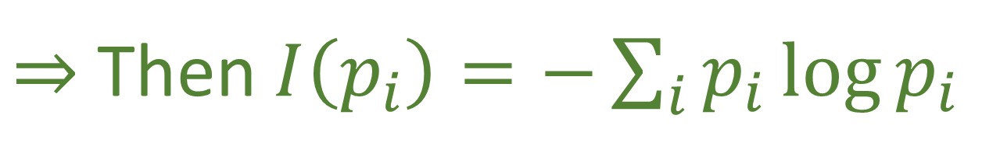 ⇒ Then I(pᵢ) = − ∑ᵢ pᵢ log pᵢ